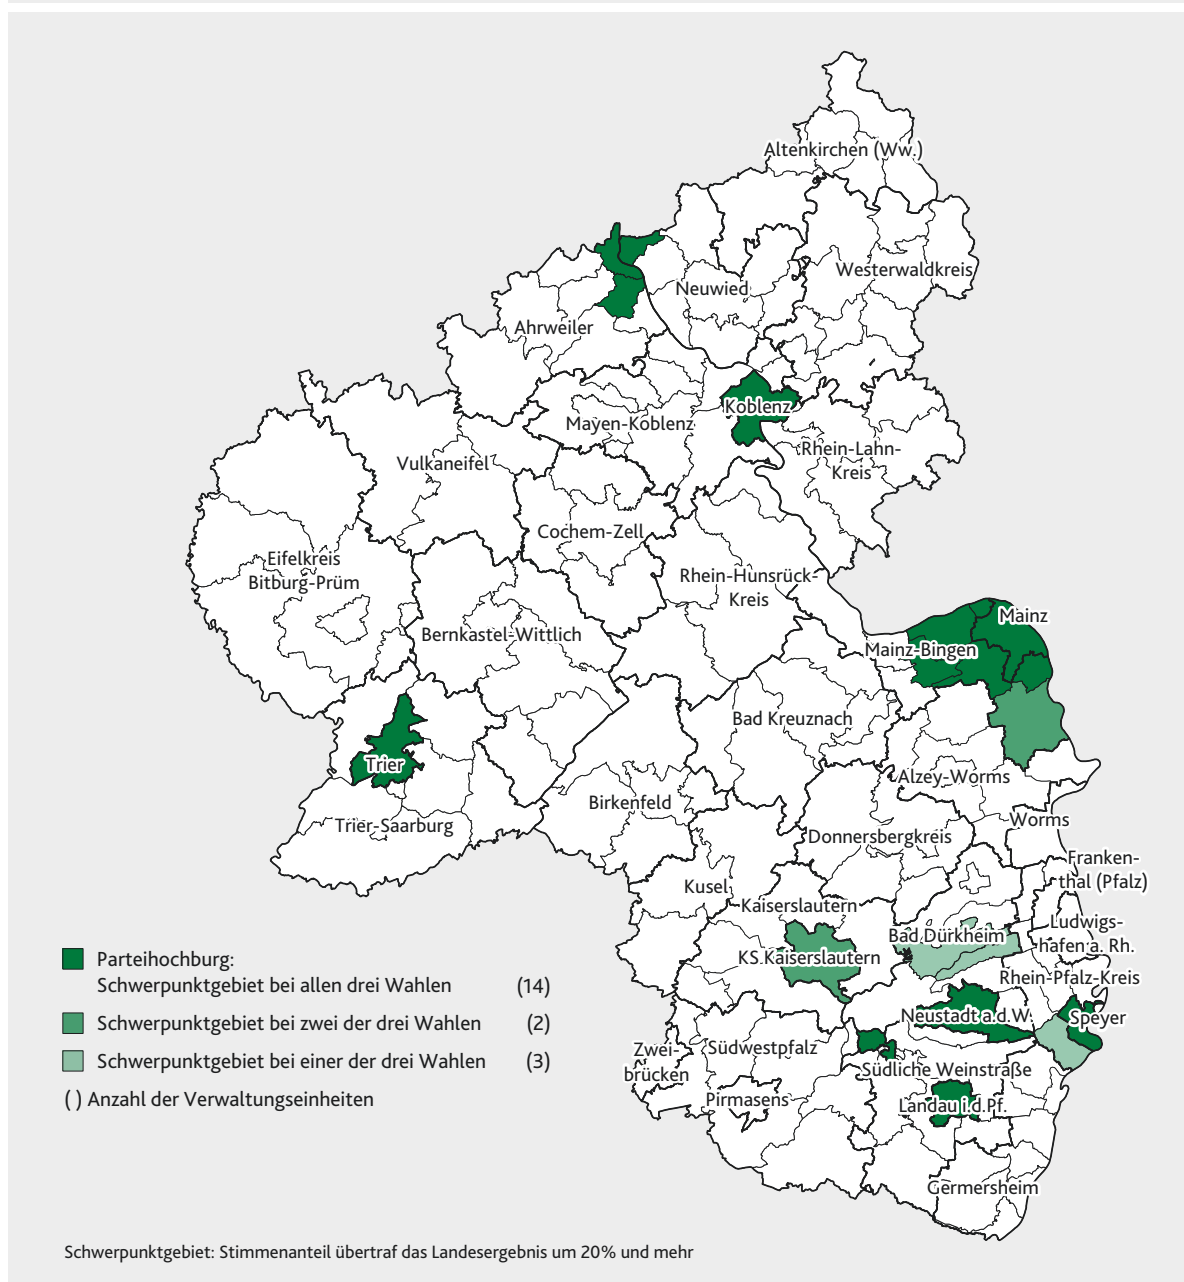 Altenkirchen (Ww.)
Westerwaldkreis
Neuwied
Ahrweiler
Koblenz
Mayen-Koblenz
Rhein-Lahn-
Kreis
Vulkaneifel
Cochem-Zell
Eifelkreis
Bitburg-Prüm
Rhein-Hunsrück-
Kreis
Mainz
Bernkastel-Wittlich
Mainz-Bingen
Bad Kreuznach
Trier
Alzey-Worms
Birkenfeld
Trier-Saarburg
Worms
Donnersbergkreis
Franken-
thal (Pfalz)
Kusel
Kaiserslautern
Ludwigs-
hafen a. Rh.
Bad Dürkheim
KS.Kaiserslautern
Rhein-Pfalz-Kreis
Neustadt a.d.W.
Speyer
Zwei-
brücken
Südwestpfalz
Südliche Weinstraße
Pirmasens
Landau i.d.Pf.
Germersheim
Parteihochburg:
Schwerpunktgebiet bei allen drei Wahlen (14)
Schwerpunktgebiet bei zwei der drei Wahlen (2)
Schwerpunktgebiet bei einer der drei Wahlen (3)
( ) Anzahl der Verwaltungseinheiten
Schwerpunktgebiet: Stimmenanteil übertraf das Landesergebnis um 20% und mehr